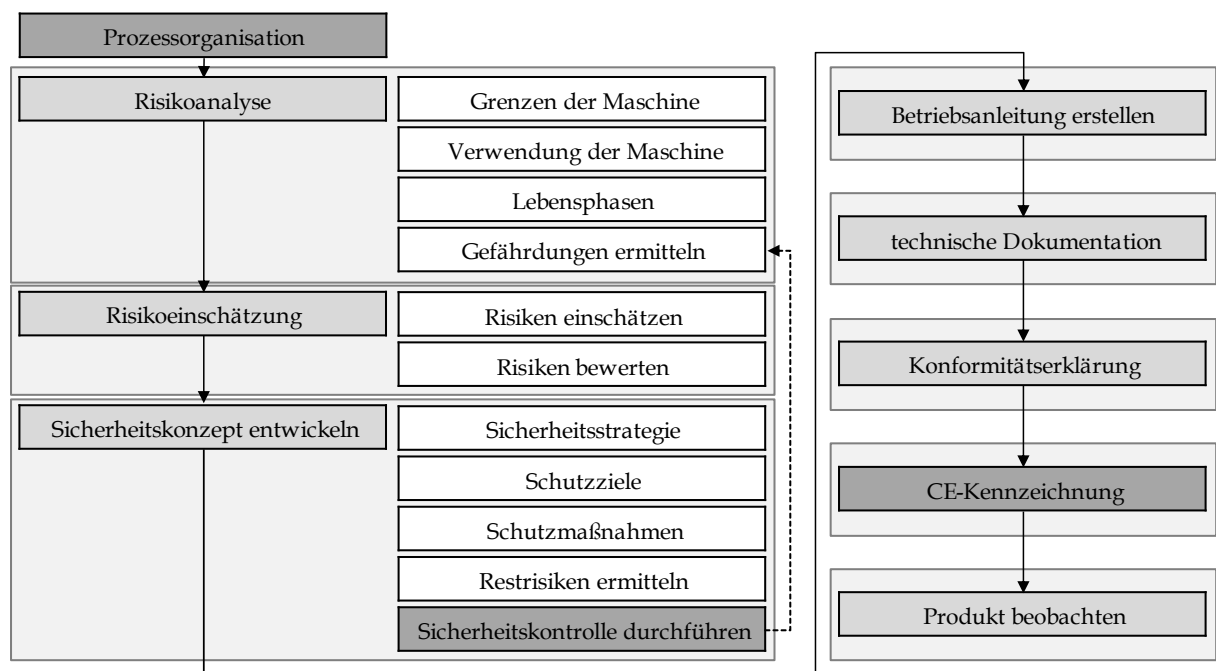 Prozessorganisation
Risikoanalyse
Grenzen der Maschine
Verwendung der Maschine
Lebensphasen
Gefährdungen ermitteln
Risikoeinschätzung
Risiken einschätzen
Risiken bewerten
Sicherheitskonzept entwickeln
Sicherheitsstrategie
Schutzziele
Schutzmaßnahmen
Restrisiken ermitteln
Sicherheitskontrolle durchführen
Betriebsanleitung erstellen
technische Dokumentation
Konformitätserklärung
CE-Kennzeichnung
Produkt beobachten